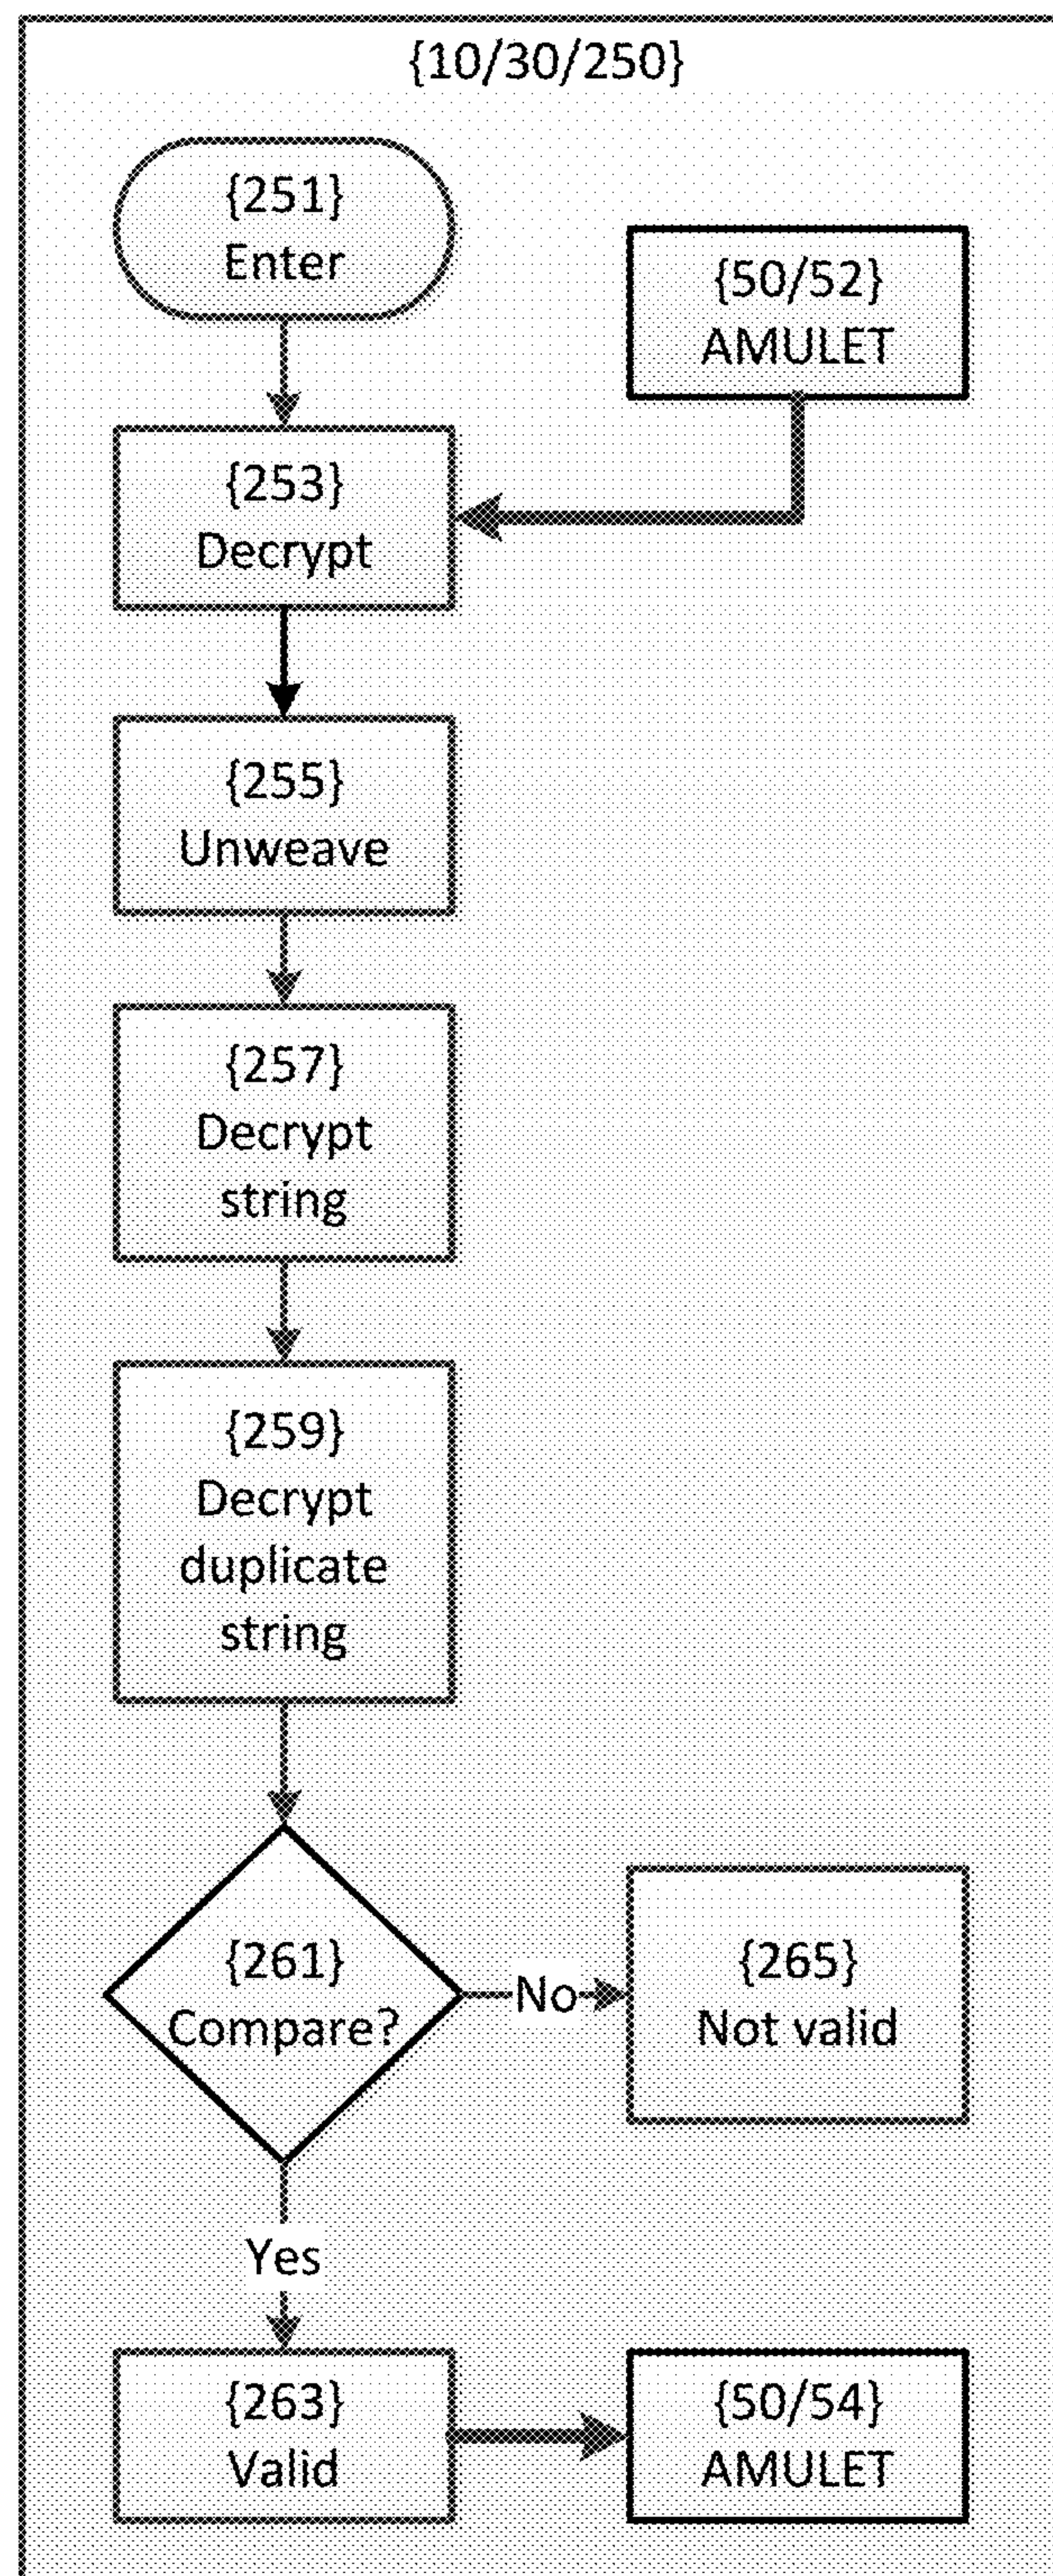 {10/30/250}
{251}
Enter
{50/52}
AMULET
{253}
Decrypt
{255}
Unweave
{257}
Decrypt
string
{259}
Decrypt
duplicate
string
{261}
Compare?
No
{265}
Not valid
Yes
{263}
Valid
{50/54}
AMULET